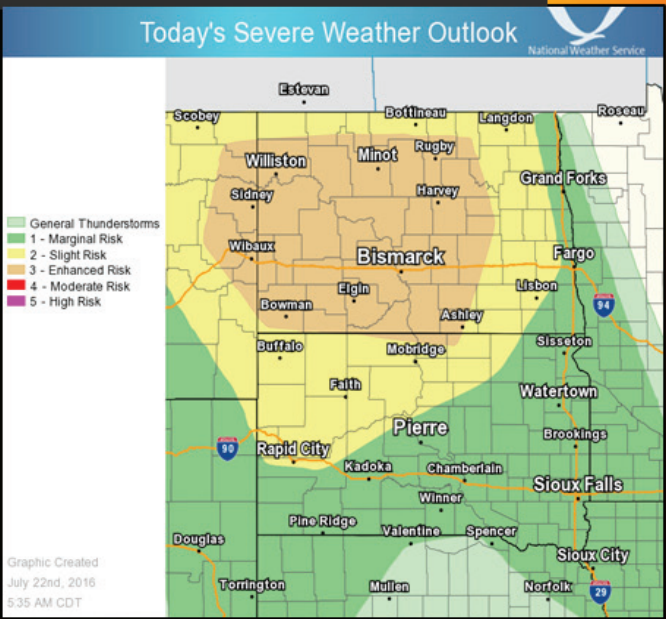 Today's Severe Weather Outlook
National Weather Service
Estevan
Scobey
Bottineau
Langdon
Roseau
Williston
Minot
Rugby
Grand Forks
Sidney
Harvey
General Thunderstorms
1 - Marginal Risk
2 - Slight Risk
3 - Enhanced Risk
4 - Moderate Risk
5 - High Risk
Wibaux
Bismarck
Fargo
Elgin
Lisbon
Bowman
Ashley
94
Buffalo
Mobridge
Sisseton
Faith
Watertown
Pierre
Brookings
90
Rapid City
Kadoka
Chamberlain
Sioux Falls
Winner
Pine Ridge
Valentine
Spencer
Douglas
Sioux City
Graphic Created
July 22nd, 2016
5:35 AM CDT
Torrington
Mullen
Norfolk
29